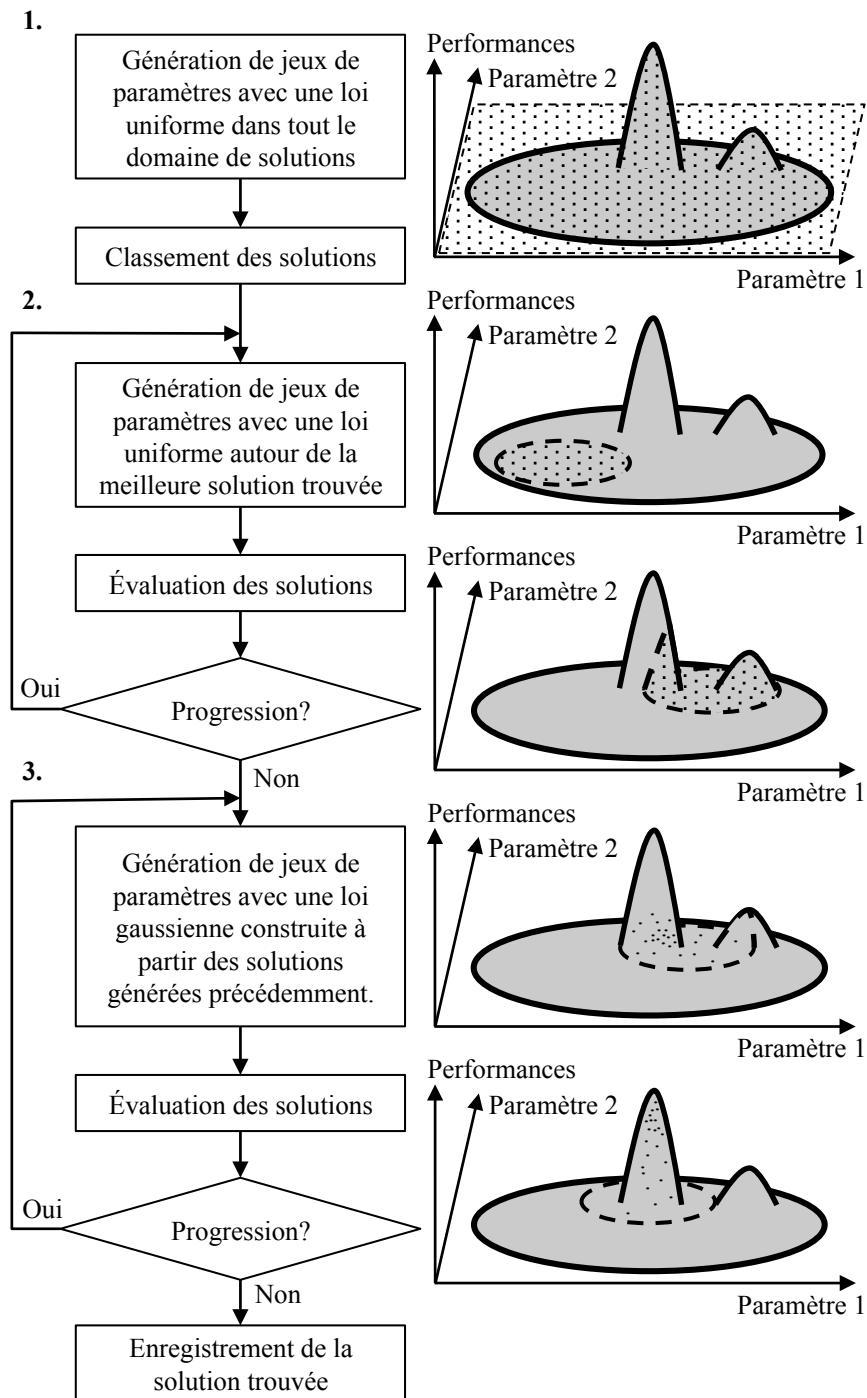 1.
Génération de jeux de
paramètres avec une loi
uniforme dans tout le
domaine de solutions
Classement des solutions
Performances
Paramètre 2
Paramètre 1
2.
Génération de jeux de
paramètres avec une loi
uniforme autour de la
meilleure solution trouvée
Évaluation des solutions
Oui
Progression?
Non
Performances
Paramètre 2
Paramètre 1
Performances
Paramètre 2
Paramètre 1
3.
Génération de jeux de
paramètres avec une loi
gaussienne construite à
partir des solutions
générées précédemment.
Évaluation des solutions
Oui
Progression?
Non
Enregistrement de la
solution trouvée
Performances
Paramètre 2
Paramètre 1
Performances
Paramètre 2
Paramètre 1